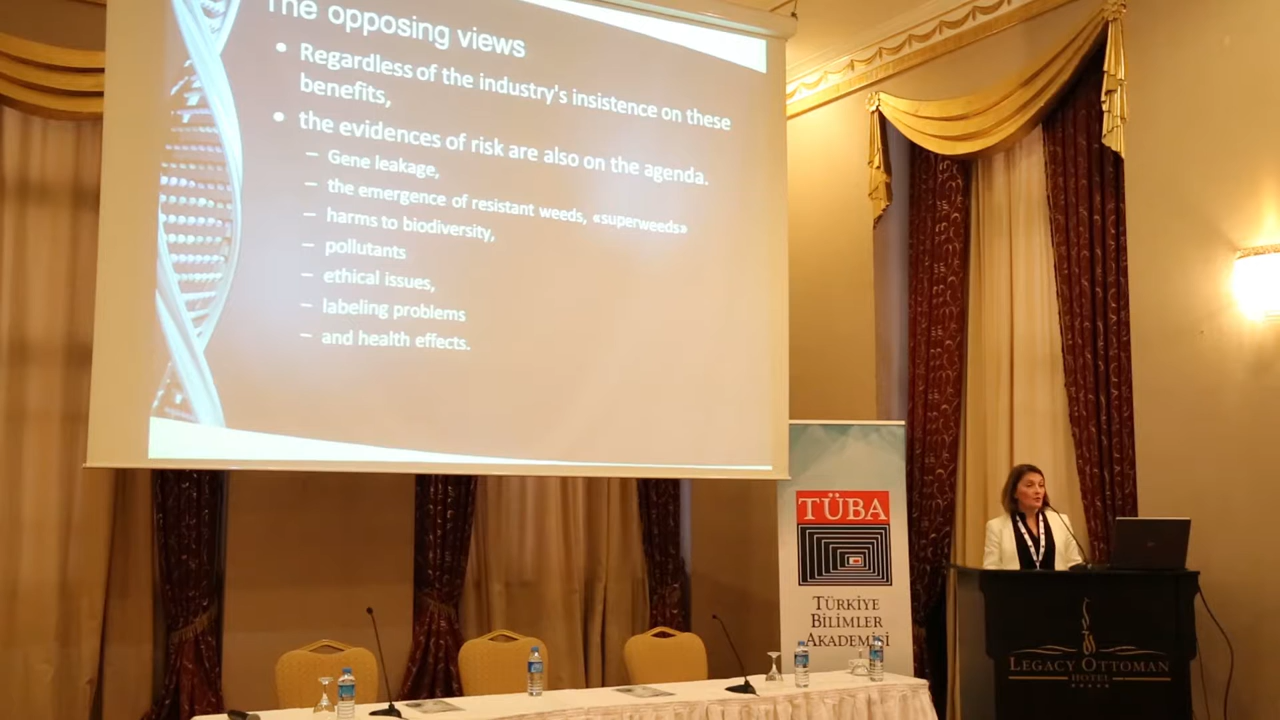 The opposing views
• Regardless of the industry's insistence on these
benefits,
• the evidences of risk are also on the agenda.
– Gene leakage,
– the emergence of resistant weeds, «superweeds»
– harms to biodiversity,
– pollutants
– ethical issues,
– labeling problems
– and health effects.
TÜBA
TÜRKİYE
BİLİMLER
AKADEMİSİ
LEGACY OTTOMAN
HOTEL